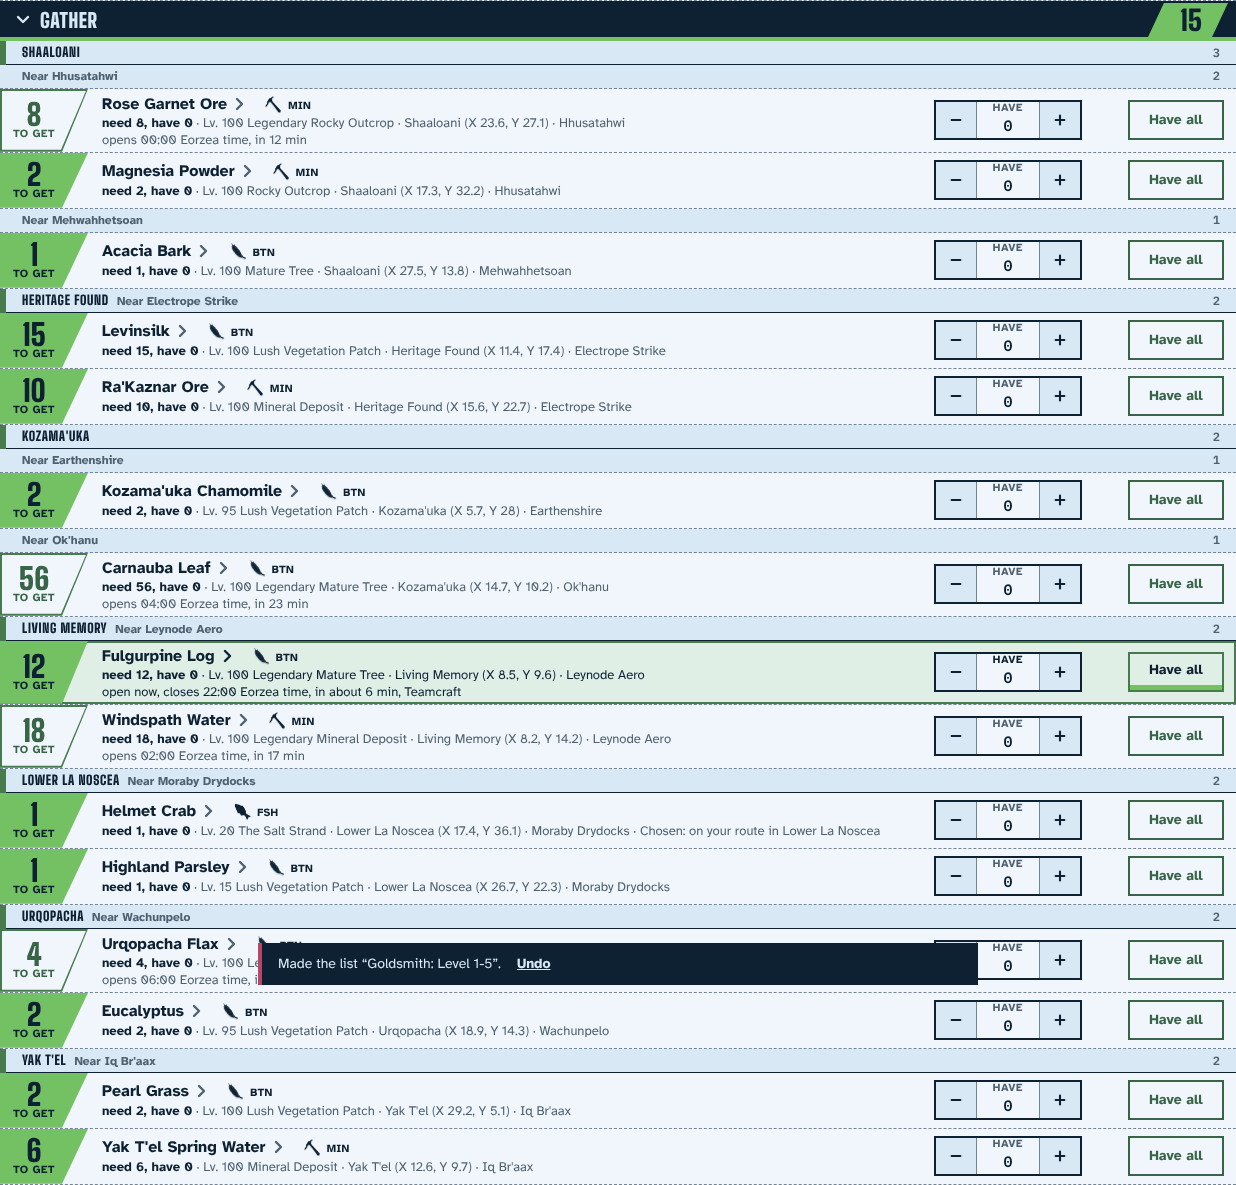 GATHER
15
SHAALOANI
3
Near Hhusatahwi
2
8
TO GET
Rose Garnet Ore
MIN
need 8, have 0 · Lv. 100 Legendary Rocky Outcrop · Shaaloani (X 23.6, Y 27.1) · Hhusatahwi
opens 00:00 Eorzea time, in 12 min
−
HAVE
0
+
Have all
2
TO GET
Magnesia Powder
MIN
need 2, have 0 · Lv. 100 Rocky Outcrop · Shaaloani (X 17.3, Y 32.2) · Hhusatahwi
−
HAVE
0
+
Have all
Near Mehwahhetsoan
1
1
TO GET
Acacia Bark
BTN
need 1, have 0 · Lv. 100 Mature Tree · Shaaloani (X 27.5, Y 13.8) · Mehwahhetsoan
−
HAVE
0
+
Have all
HERITAGE FOUND Near Electrope Strike
2
15
TO GET
Levinsilk
BTN
need 15, have 0 · Lv. 100 Lush Vegetation Patch · Heritage Found (X 11.4, Y 17.4) · Electrope Strike
−
HAVE
0
+
Have all
10
TO GET
Ra'Kaznar Ore
MIN
need 10, have 0 · Lv. 100 Mineral Deposit · Heritage Found (X 15.6, Y 22.7) · Electrope Strike
−
HAVE
0
+
Have all
KOZAMA'UKA
2
Near Earthenshire
1
2
TO GET
Kozama'uka Chamomile
BTN
need 2, have 0 · Lv. 95 Lush Vegetation Patch · Kozama'uka (X 5.7, Y 28) · Earthenshire
−
HAVE
0
+
Have all
Near Ok'hanu
1
56
TO GET
Carnauba Leaf
BTN
need 56, have 0 · Lv. 100 Legendary Mature Tree · Kozama'uka (X 14.7, Y 10.2) · Ok'hanu
opens 04:00 Eorzea time, in 23 min
−
HAVE
0
+
Have all
LIVING MEMORY Near Leynode Aero
2
12
TO GET
Fulgurpine Log
BTN
need 12, have 0 · Lv. 100 Legendary Mature Tree · Living Memory (X 8.5, Y 9.6) · Leynode Aero
open now, closes 22:00 Eorzea time, in about 6 min, Teamcraft
−
HAVE
0
+
Have all
18
TO GET
Windspath Water
MIN
need 18, have 0 · Lv. 100 Legendary Mineral Deposit · Living Memory (X 8.2, Y 14.2) · Leynode Aero
opens 02:00 Eorzea time, in 17 min
−
HAVE
0
+
Have all
LOWER LA NOSCEA Near Moraby Drydocks
2
1
TO GET
Helmet Crab
FSH
need 1, have 0 · Lv. 20 The Salt Strand · Lower La Noscea (X 17.4, Y 36.1) · Moraby Drydocks · Chosen: on your route in Lower La Noscea
−
HAVE
0
+
Have all
1
TO GET
Highland Parsley
BTN
need 1, have 0 · Lv. 15 Lush Vegetation Patch · Lower La Noscea (X 26.7, Y 22.3) · Moraby Drydocks
−
HAVE
0
+
Have all
URQOPACHA Near Wachunpelo
2
4
TO GET
Urqopacha Flax
need 4, have 0 · Lv. 100
opens 06:00 Eorzea time,
HAVE
0
+
Have all
Made the list “Goldsmith: Level 1-5”. Undo
2
TO GET
Eucalyptus
BTN
need 2, have 0 · Lv. 95 Lush Vegetation Patch · Urqopacha (X 18.9, Y 14.3) · Wachunpelo
−
HAVE
0
+
Have all
YAK T'EL Near Iq Br'aax
2
2
TO GET
Pearl Grass
BTN
need 2, have 0 · Lv. 100 Lush Vegetation Patch · Yak T'el (X 29.2, Y 5.1) · Iq Br'aax
−
HAVE
0
+
Have all
6
TO GET
Yak T'el Spring Water
MIN
need 6, have 0 · Lv. 100 Mineral Deposit · Yak T'el (X 12.6, Y 9.7) · Iq Br'aax
−
HAVE
0
+
Have all